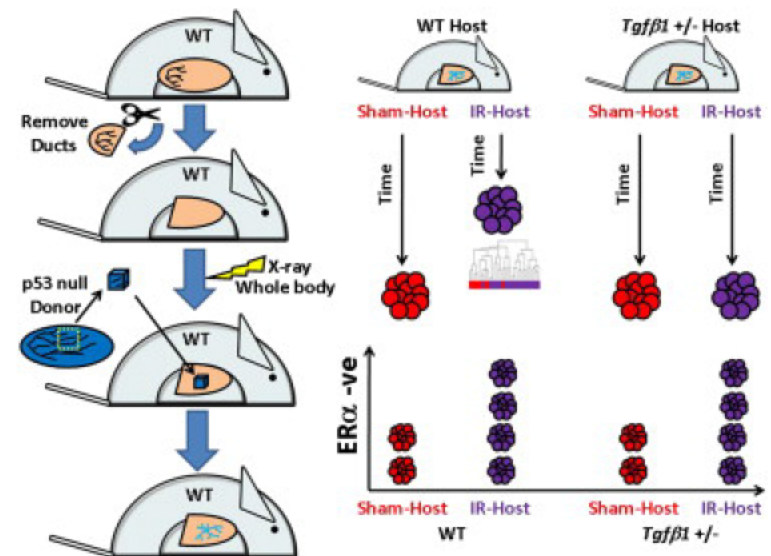 WT
Remove
Ducts
WT
X-ray
Whole body
p53 null
Donor
WT
WT
WT Host
Tgfβ1 +/- Host
Sham-Host
IR-Host
Sham-Host
IR-Host
Time
Time
Time
Time
ERα -ve
Sham-Host
IR-Host
Sham-Host
IR-Host
WT
Tgfβ1 +/-